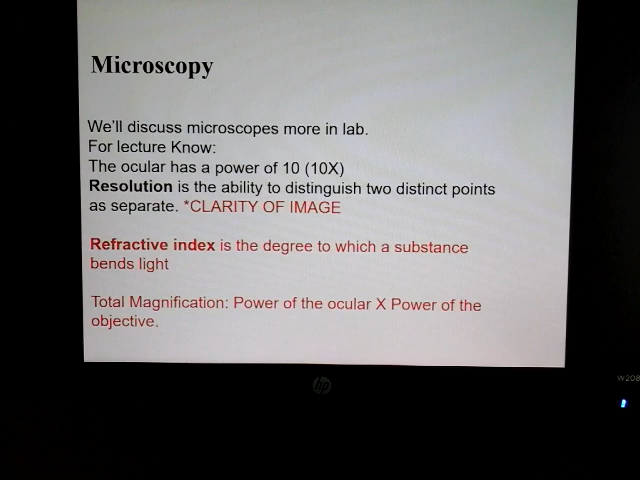 Microscopy
We'll discuss microscopes more in lab.
For lecture Know:
The ocular has a power of 10 (10X)
Resolution is the ability to distinguish two distinct points
as separate. *CLARITY OF IMAGE
Refractive index is the degree to which a substance
bends light
Total Magnification: Power of the ocular X Power of the
objective.
hp
W208